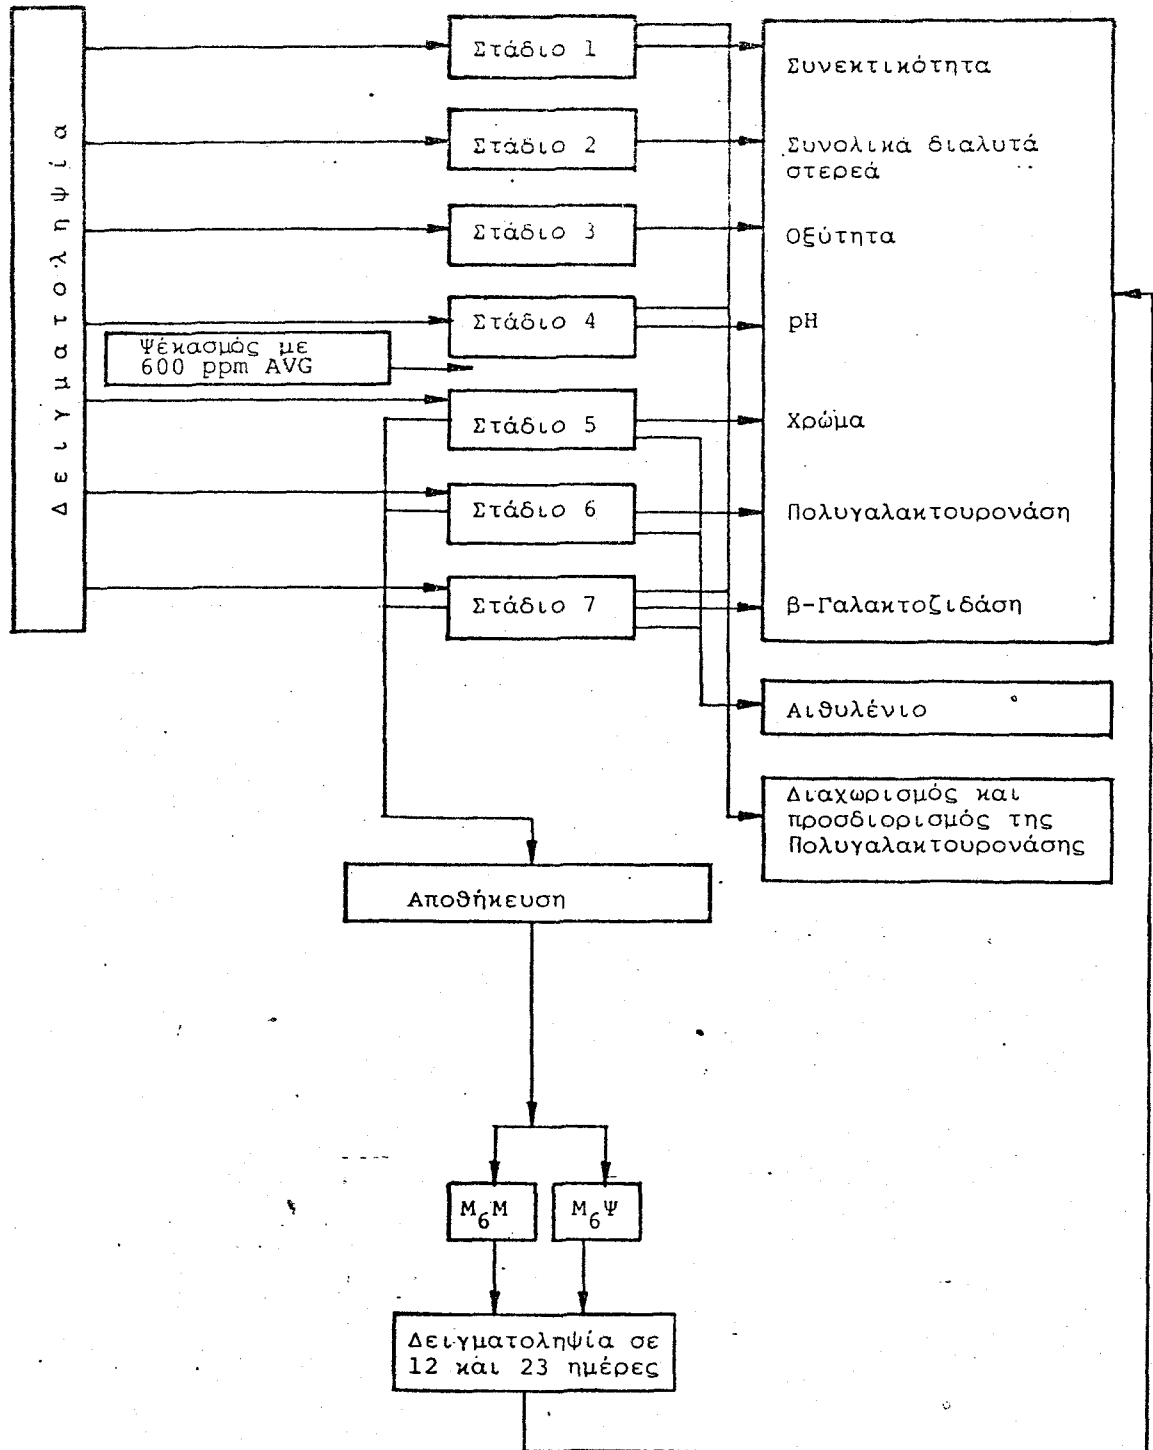 Δειγματοληψία
Στάδιο 1
Στάδιο 2
Στάδιο 3
Στάδιο 4
Ψέκασμός με
600 ppm AVG
Στάδιο 5
Στάδιο 6
Στάδιο 7
Συνεκτικότητα
Συνολικά διαλυτά
στερεά
Οξύτητα
pH
Χρώμα
Πολυγαλακτουρονάση
β-Γαλακτοζιδάση
Αιθυλένιο
Διαχωρισμός και
προσδιορισμός της
Πολυγαλακτουρονάσης
Αποθήκευση
Μ6Μ
Μ6Ψ
Δειγματοληψία σε
12 και 23 ημέρες